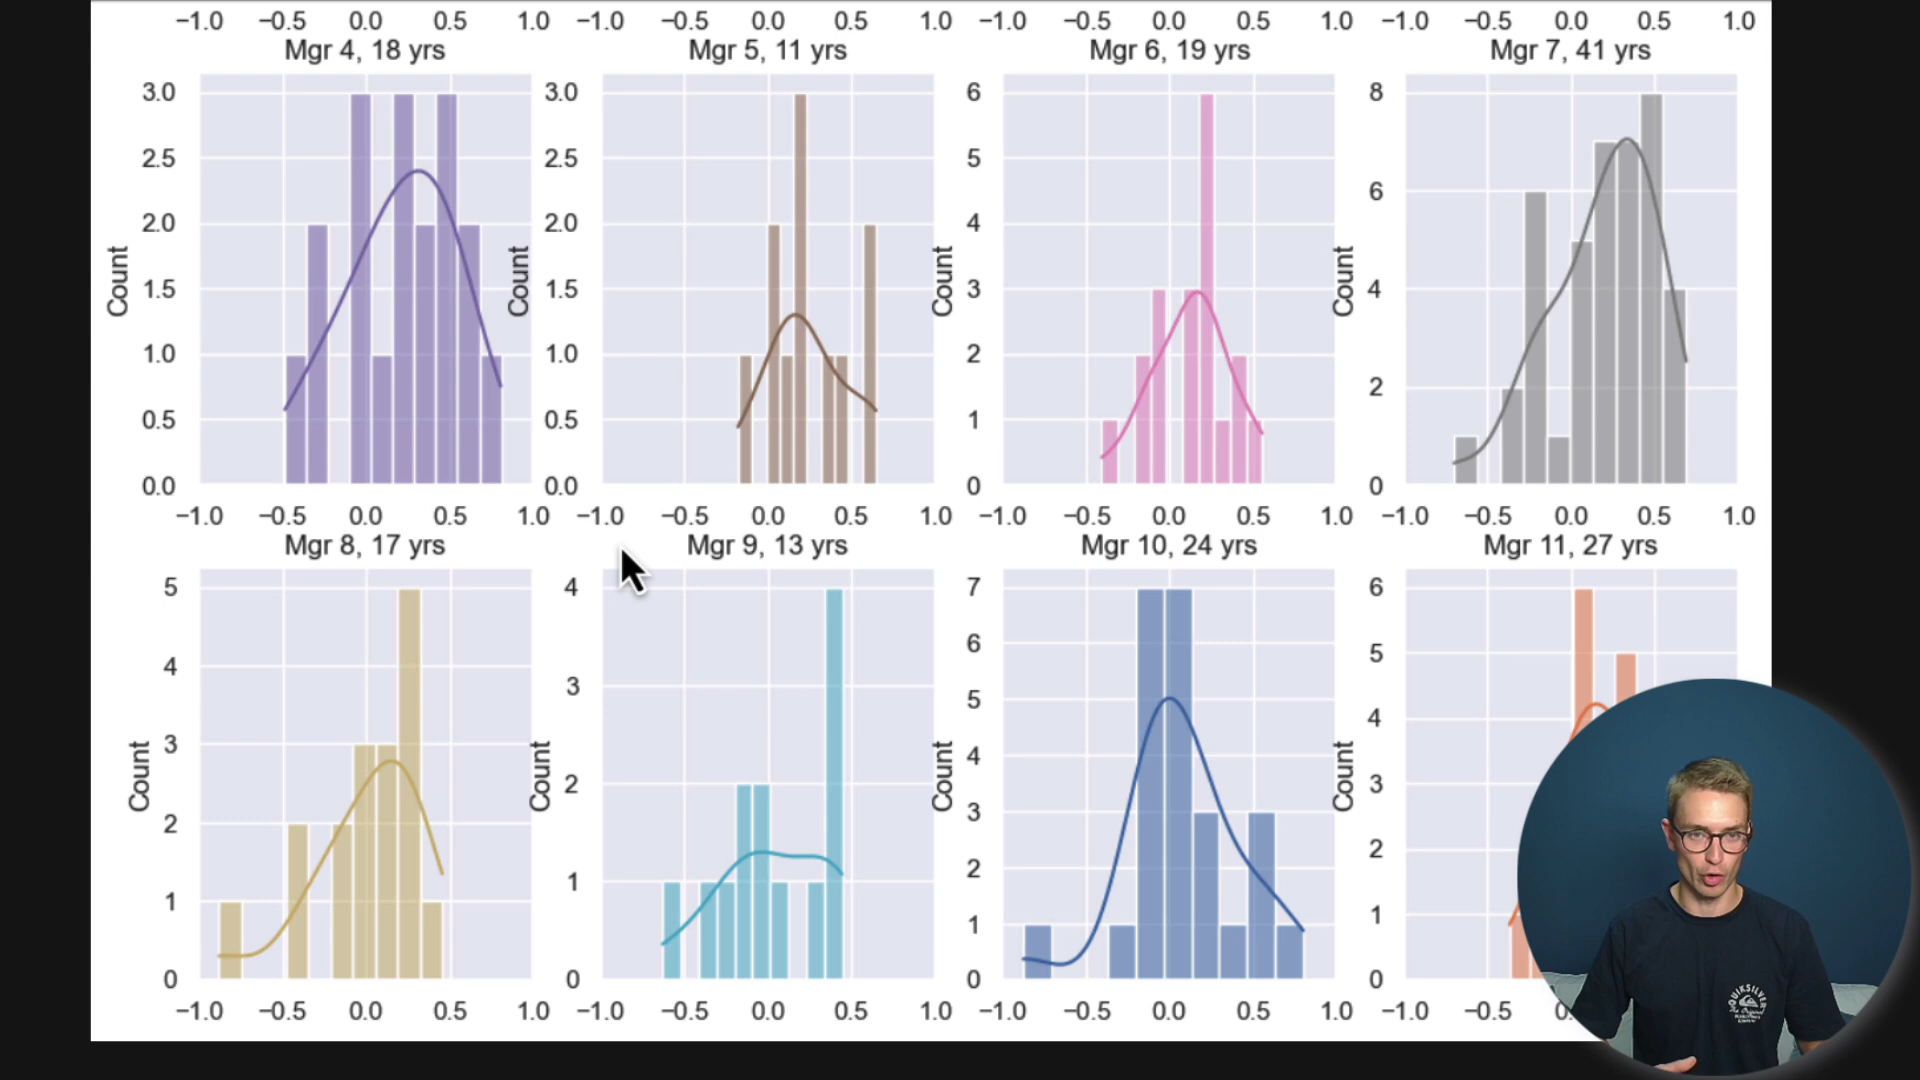 −1.0 −0.5 0.0 0.5 1.0 −1.0 −0.5 0.0 0.5 1.0 −1.0 −0.5 0.0 0.5 1.0 −1.0 −0.5 0.0 0.5 1.0
Mgr 4, 18 yrs
3.0
2.5
2.0
1.5
1.0
0.5
0.0
Count
−1.0 −0.5 0.0 0.5 1.0
Mgr 5, 11 yrs
3.0
2.5
2.0
1.5
1.0
0.5
0.0
Count
−1.0 −0.5 0.0 0.5 1.0
Mgr 6, 19 yrs
6
5
4
3
2
1
0
Count
−1.0 −0.5 0.0 0.5 1.0
Mgr 7, 41 yrs
8
6
4
2
0
Count
−1.0 −0.5 0.0 0.5 1.0
Mgr 8, 17 yrs
5
4
3
2
1
0
Count
−1.0 −0.5 0.0 0.5 1.0
Mgr 9, 13 yrs
4
3
2
1
0
Count
−1.0 −0.5 0.0 0.5 1.0
Mgr 10, 24 yrs
7
6
5
4
3
2
1
0
Count
−1.0 −0.5 0.0 0.5 1.0
Mgr 11, 27 yrs
6
5
4
3
2
1
0
Count
−1.0 −0.5
QUIKSILVER